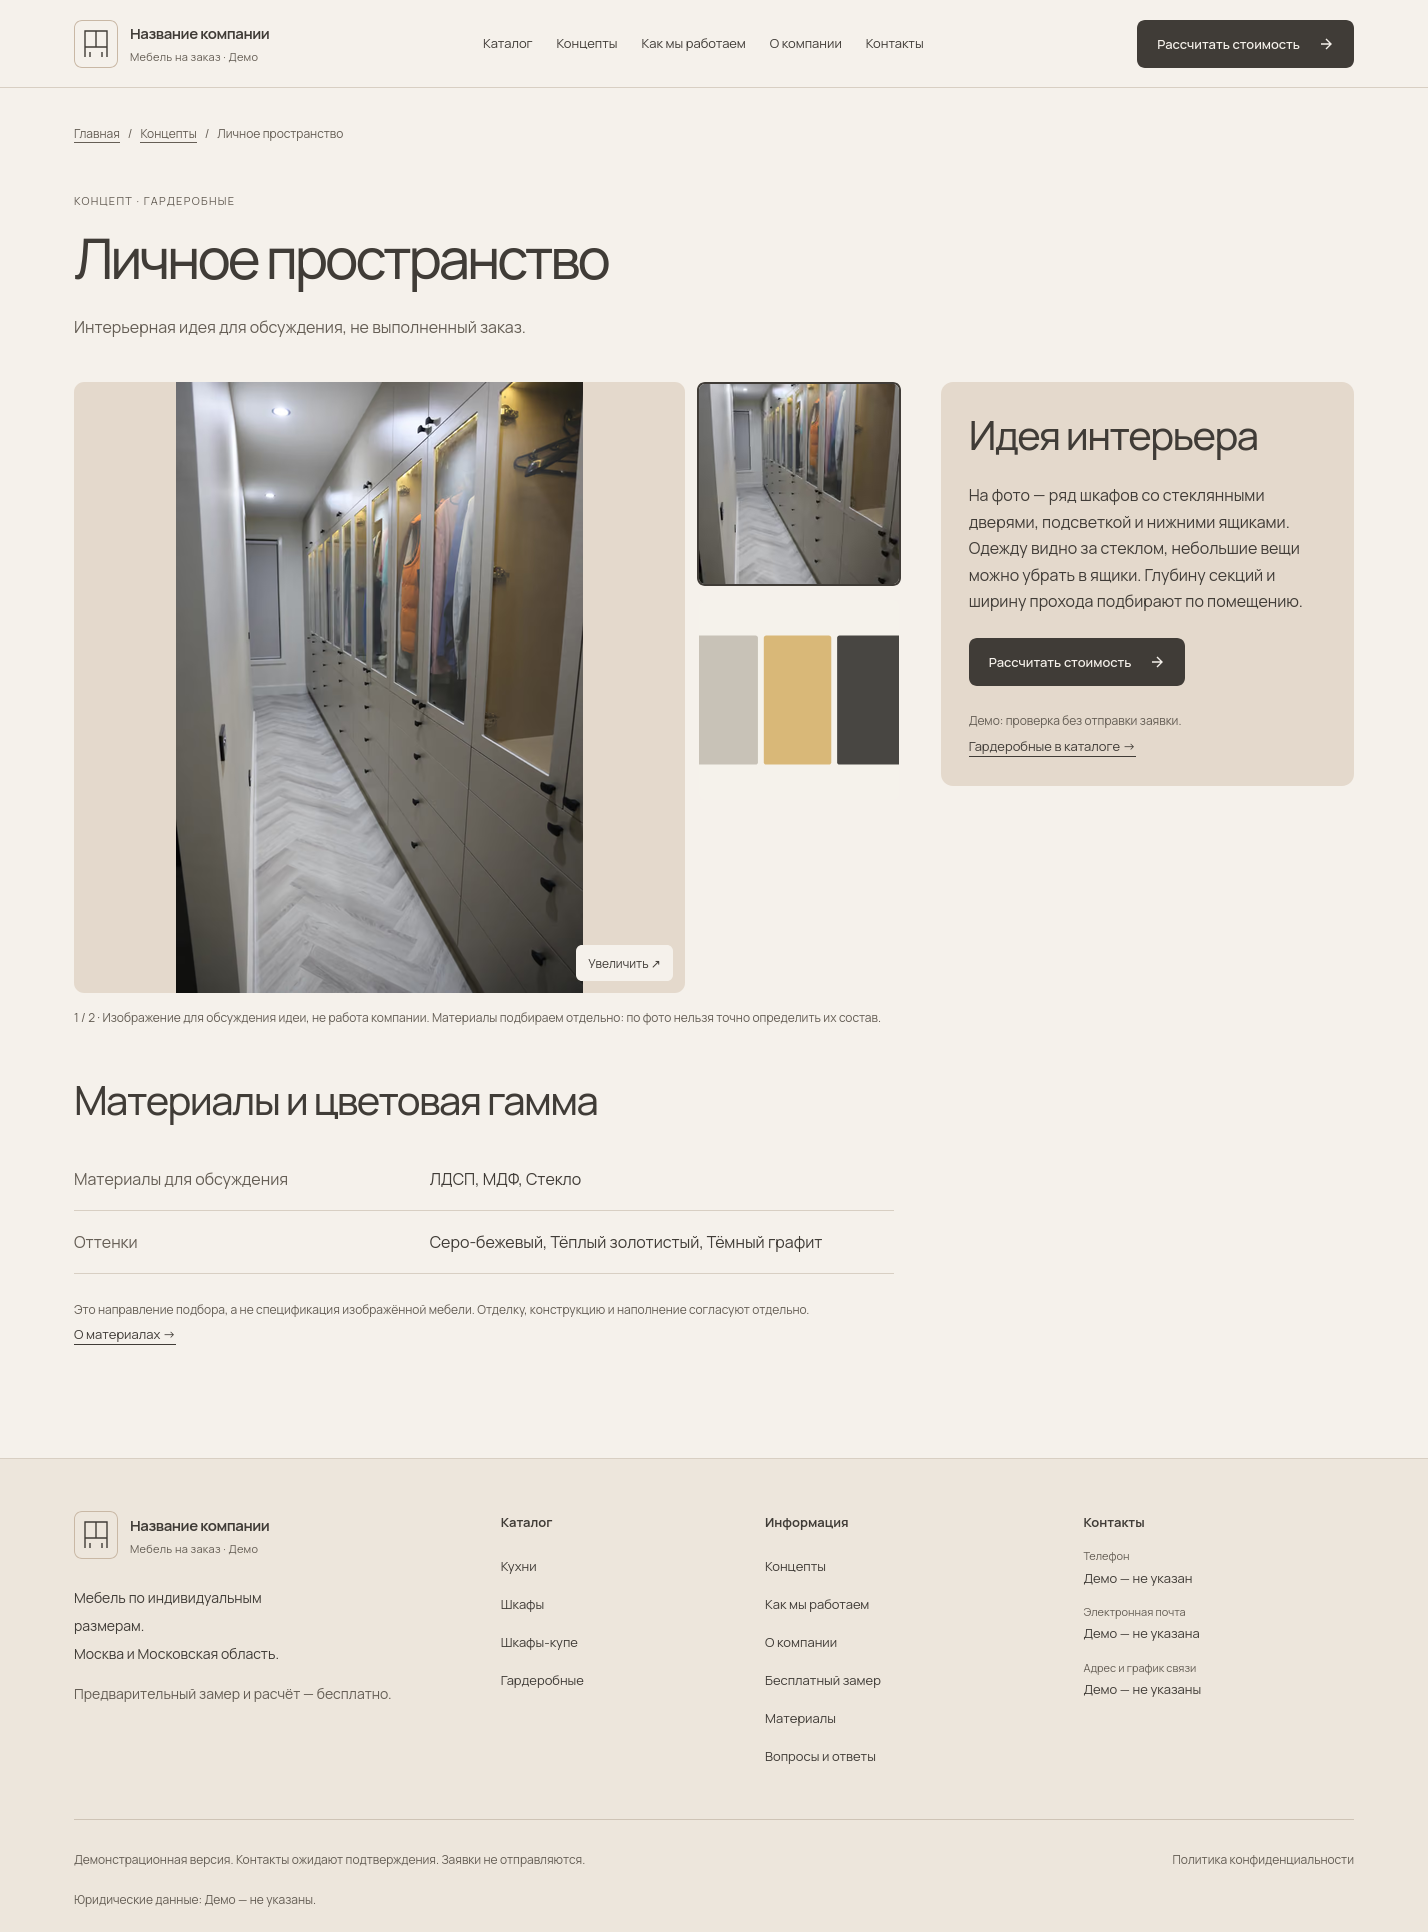 Название компании
Мебель на заказ · Демо
Каталог
Концепты
Как мы работаем
О компании
Контакты
Рассчитать стоимость →
Главная / Концепты / Личное пространство
КОНЦЕПТ · ГАРДЕРОБНЫЕ
Личное пространство
Интерьерная идея для обсуждения, не выполненный заказ.
Увеличить ↗
1 / 2 · Изображение для обсуждения идеи, не работа компании. Материалы подбираем отдельно: по фото нельзя точно определить их состав.
Идея интерьера
На фото — ряд шкафов со стеклянными
дверями, подсветкой и нижними ящиками.
Одежду видно за стеклом, небольшие вещи
можно убрать в ящики. Глубину секций и
ширину прохода подбирают по помещению.
Рассчитать стоимость →
Демо: проверка без отправки заявки.
Гардеробные в каталоге →
Материалы и цветовая гамма
Материалы для обсуждения
ЛДСП, МДФ, Стекло
Оттенки
Серо-бежевый, Тёплый золотистый, Тёмный графит
Это направление подбора, а не спецификация изображённой мебели. Отделку, конструкцию и наполнение согласуют отдельно.
О материалах →
Название компании
Мебель на заказ · Демо
Мебель по индивидуальным
размерам.
Москва и Московская область.
Предварительный замер и расчёт — бесплатно.
Каталог
Кухни
Шкафы
Шкафы-купе
Гардеробные
Информация
Концепты
Как мы работаем
О компании
Бесплатный замер
Материалы
Вопросы и ответы
Контакты
Телефон
Демо — не указан
Электронная почта
Демо — не указана
Адрес и график связи
Демо — не указаны
Демонстрационная версия. Контакты ожидают подтверждения. Заявки не отправляются.
Политика конфиденциальности
Юридические данные: Демо — не указаны.